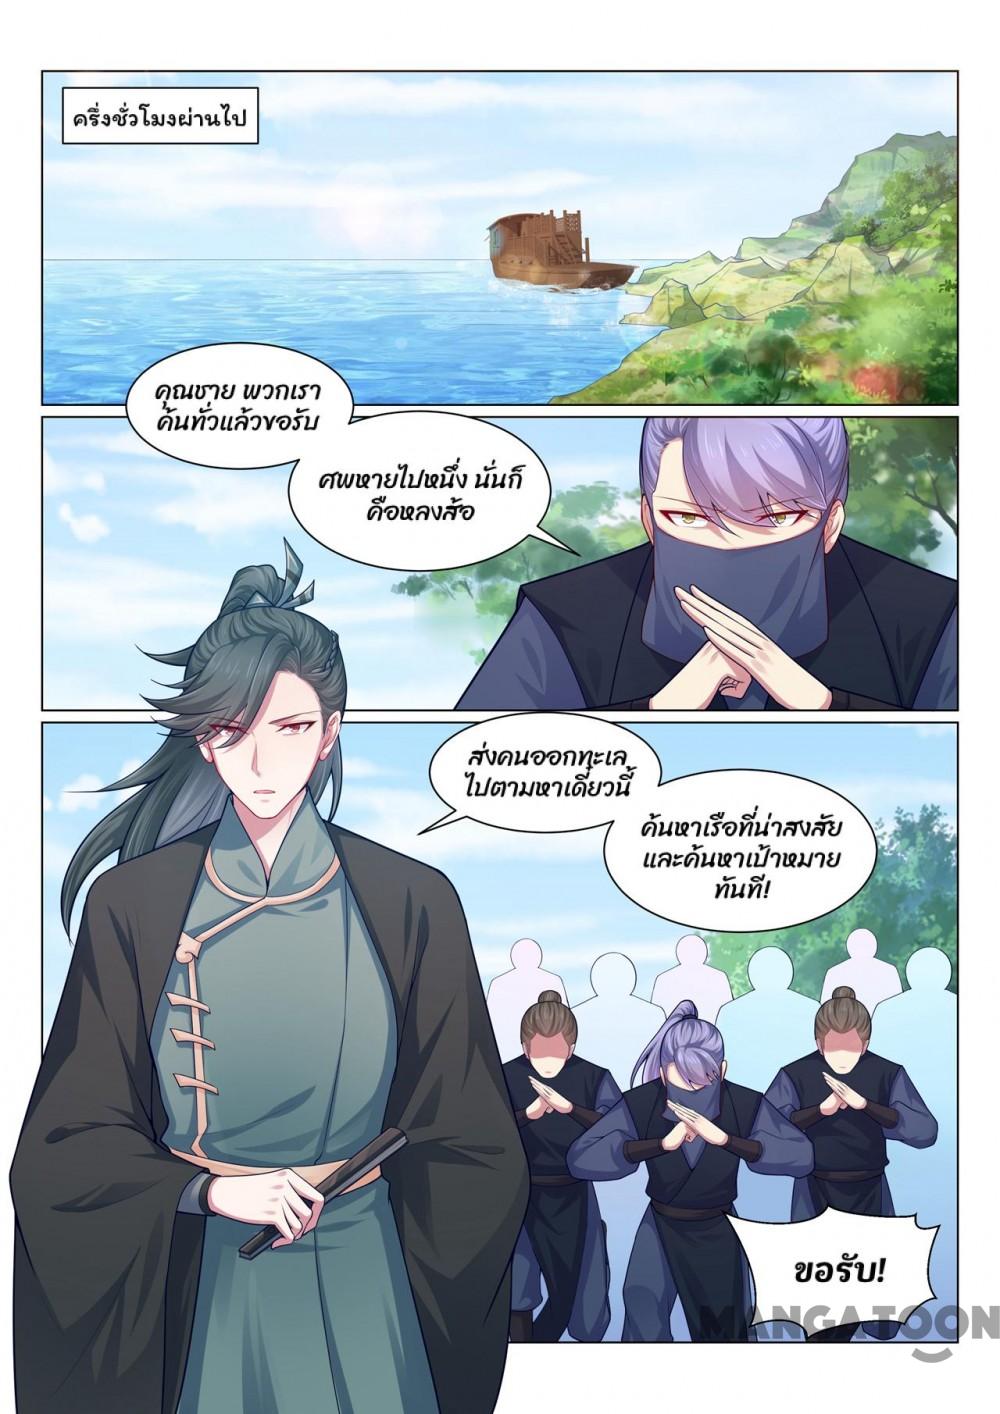 ครึ่งชั่วโมงผ่านไป
คุณชาย พวกเรา
ค้นทั่วแล้วขอรับ
ศพหายไปหนึ่ง นั่นก็
คือหลงส้อ
ส่งคนออกทะเล
ไปตามหาเดี๋ยวนี้
ค้นหาเรือที่น่าสงสัย
และค้นหาเป้าหมาย
ทันที!
ขอรับ!
MANGATOON